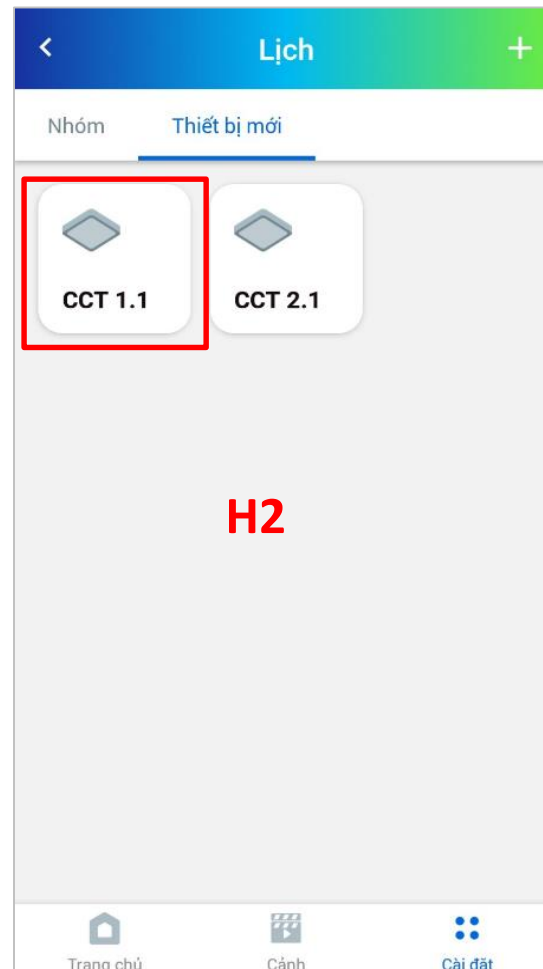 Lịch
Nhóm Thiết bị mới
CCT 1.1 CCT 2.1
H2
Trang chủ Cảnh Cài đặt